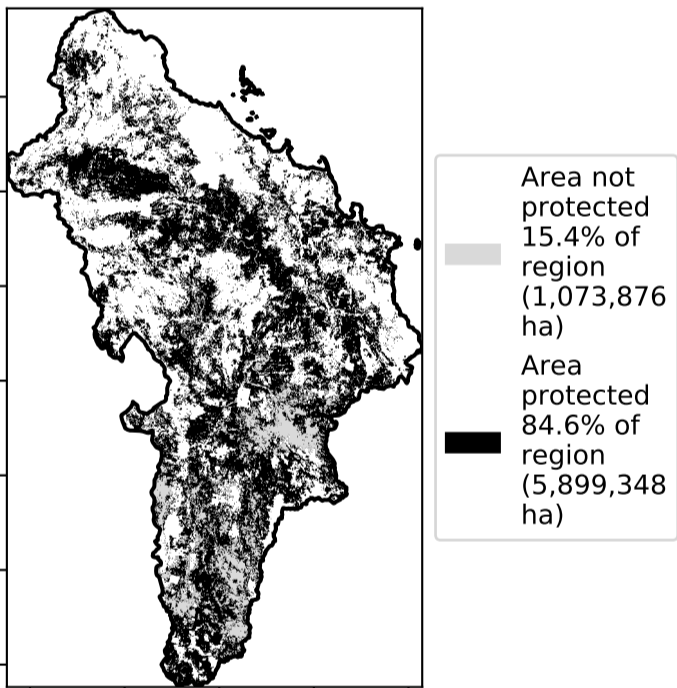 Area not
protected
15.4% of
region
(1,073,876
ha)
Area
protected
84.6% of
region
(5,899,348
ha)